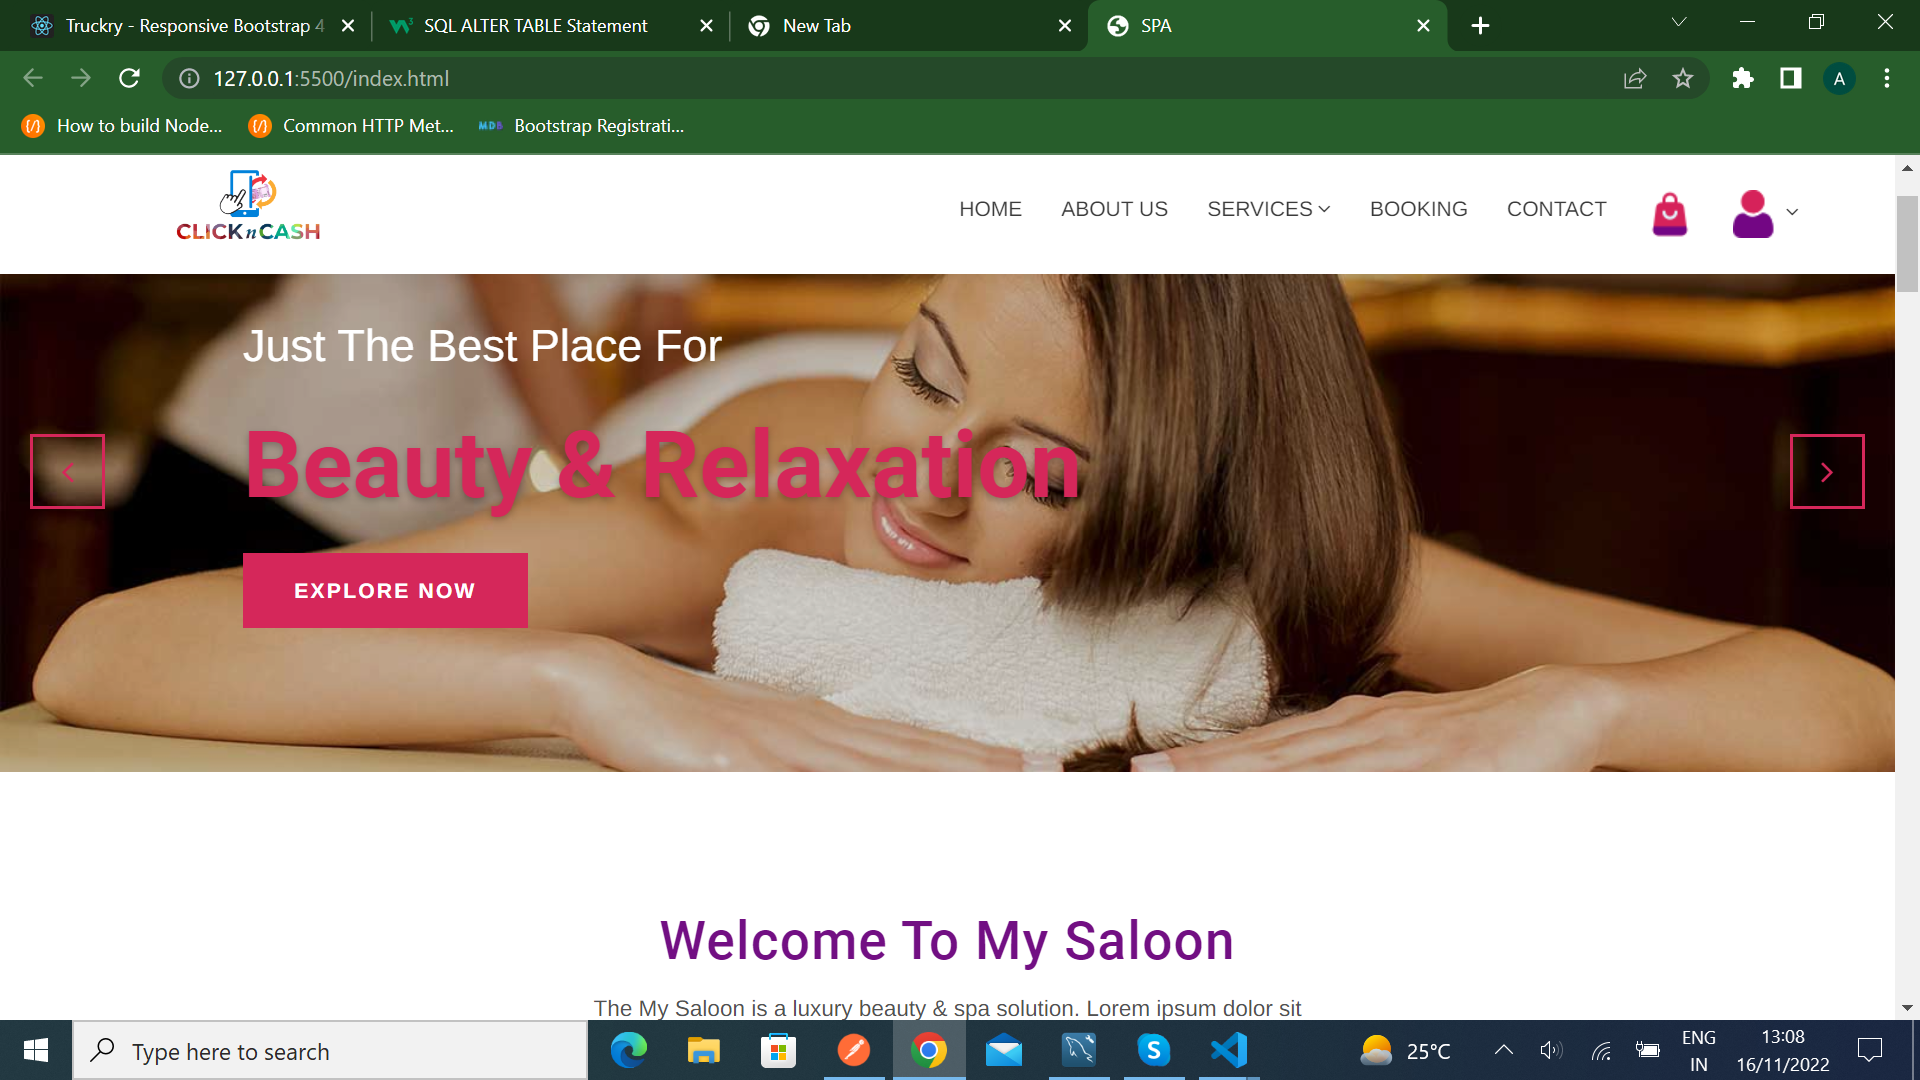 Truckry - Responsive Bootstrap 4
SQL ALTER TABLE Statement
New Tab
SPA
127.0.0.1:5500/index.html
A
How to build Node...
Common HTTP Met...
MDB Bootstrap Registrati...
CLICKnCASH
HOME ABOUT US SERVICES BOOKING CONTACT
Just The Best Place For
Beauty & Relaxation
EXPLORE NOW
Welcome To My Saloon
The My Saloon is a luxury beauty & spa solution. Lorem ipsum dolor sit
Type here to search
25°C
ENG
IN
13:08
16/11/2022